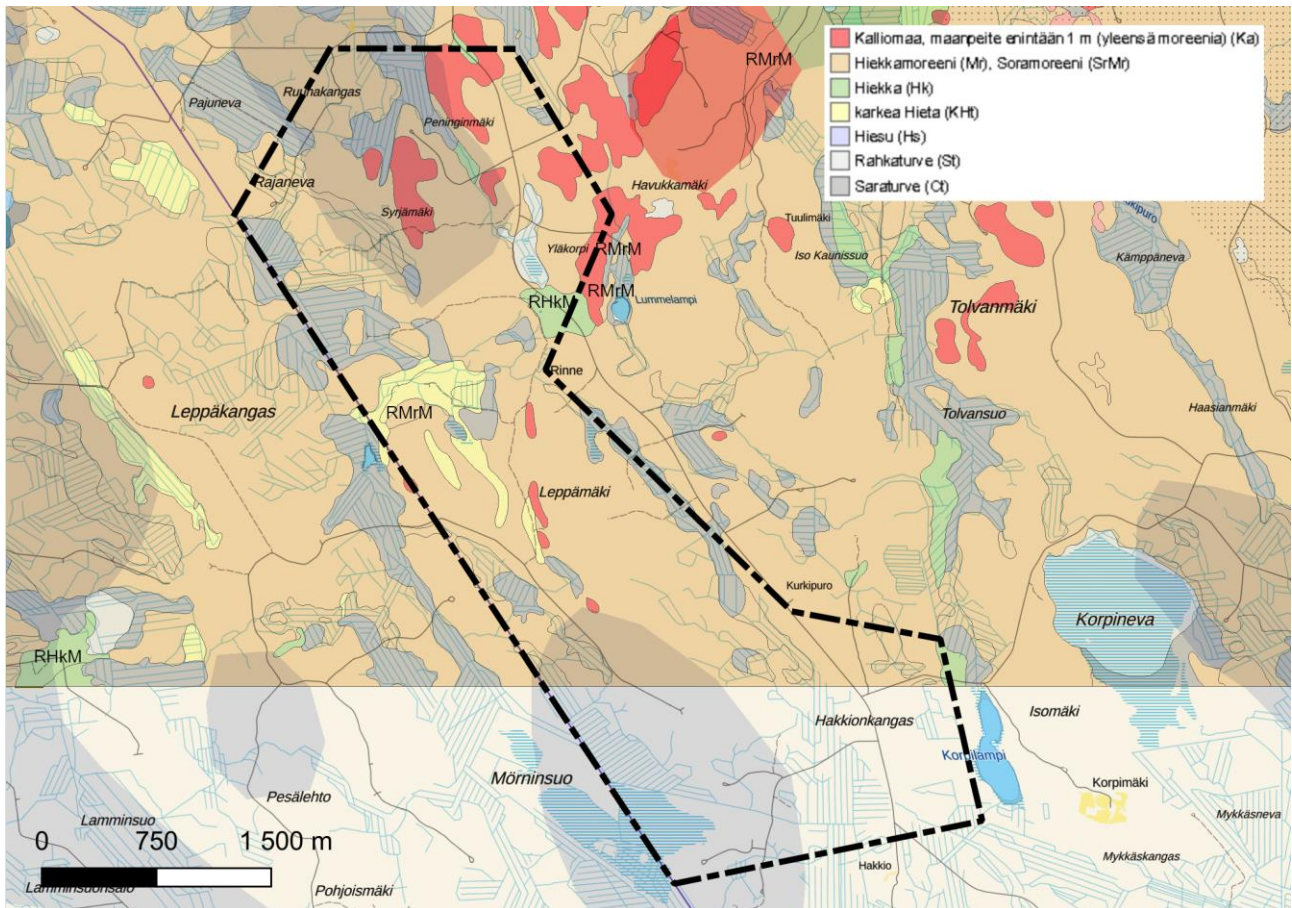 Kalliomaa, maanpeite enintään 1 m (yleensä moreenia) (Ka)
Hiekkamoreeni (Mr), Soramoreeni (SrMr)
Hiekka (Hk)
karkea Hieta (KHt)
Hiesu (Hs)
Rahkaturve (St)
Saraturve (Ct)
RMrM
Ruunakangas
Pajuneva
Peninginmäki
Rajaneva
Havukkamäki
Syrjämäki
Tuulimäki
Yläkorpi
RMrM
Iso Kaunissuo
Kämppäneva
RMrM
RHkM
Lummelampi
Tolvanmäki
Rinne
Leppäkangas
RMrM
Tolvansuo
Haasianmäki
Leppämäki
Kurkipuro
Korpineva
RHkM
Hakkionkangas
Isomäki
Mörninsuo
Korpilampi
Korpimäki
Pesälehto
Lamminsuo
Mykkäsneva
0 750 1 500 m
Mykkäskangas
Hakkio
Lamminsuonsalo
Pohjoismäki